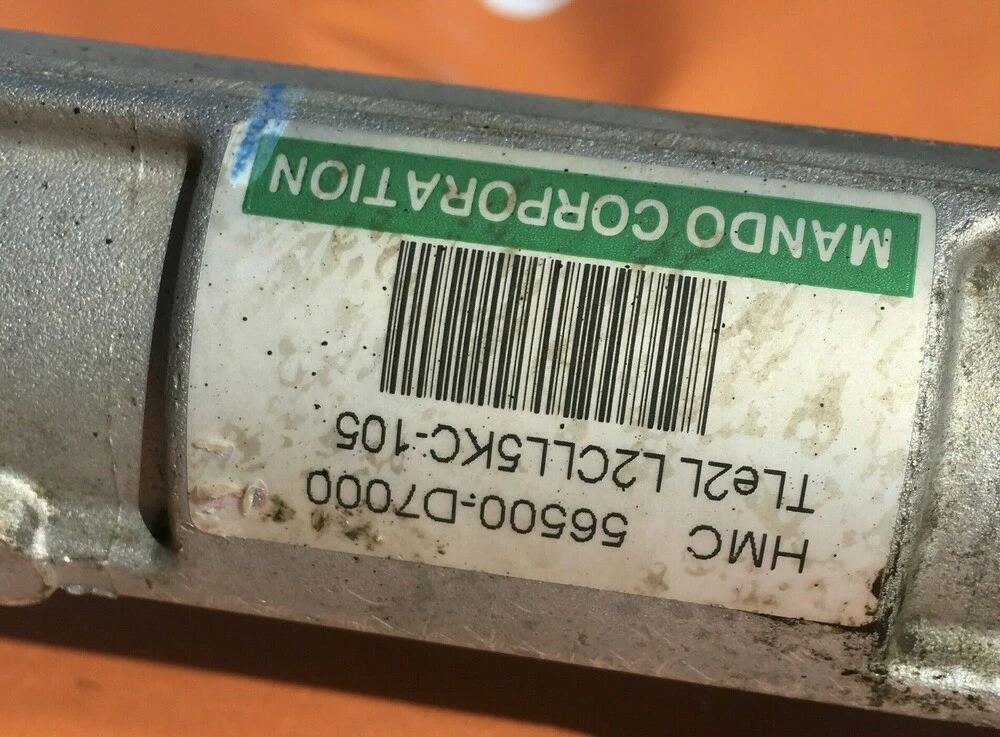 HMC 56500-D7000
TLe2L L2CLL5KC-105
MANDO CORPORATION